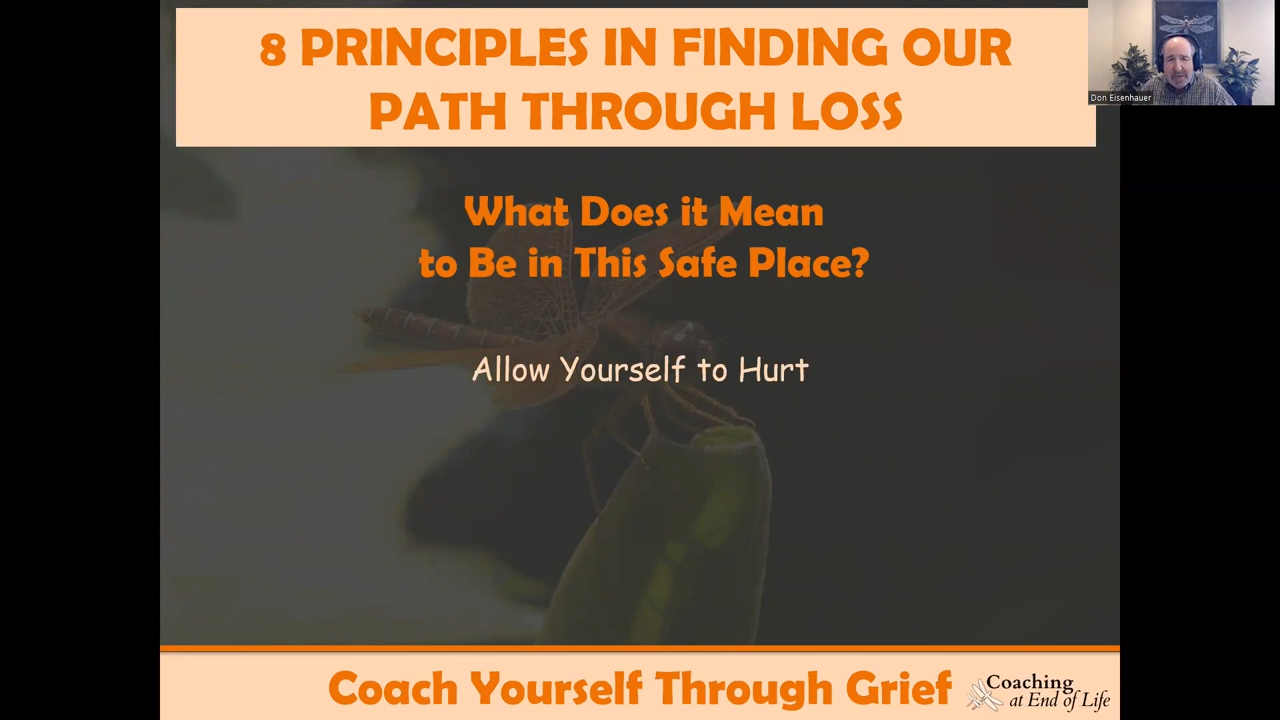 8 PRINCIPLES IN FINDING OUR
PATH THROUGH LOSS
Don Eisenhauer
What Does it Mean
to Be in This Safe Place?
Allow Yourself to Hurt
Coach Yourself Through Grief
Coaching
at End of Life